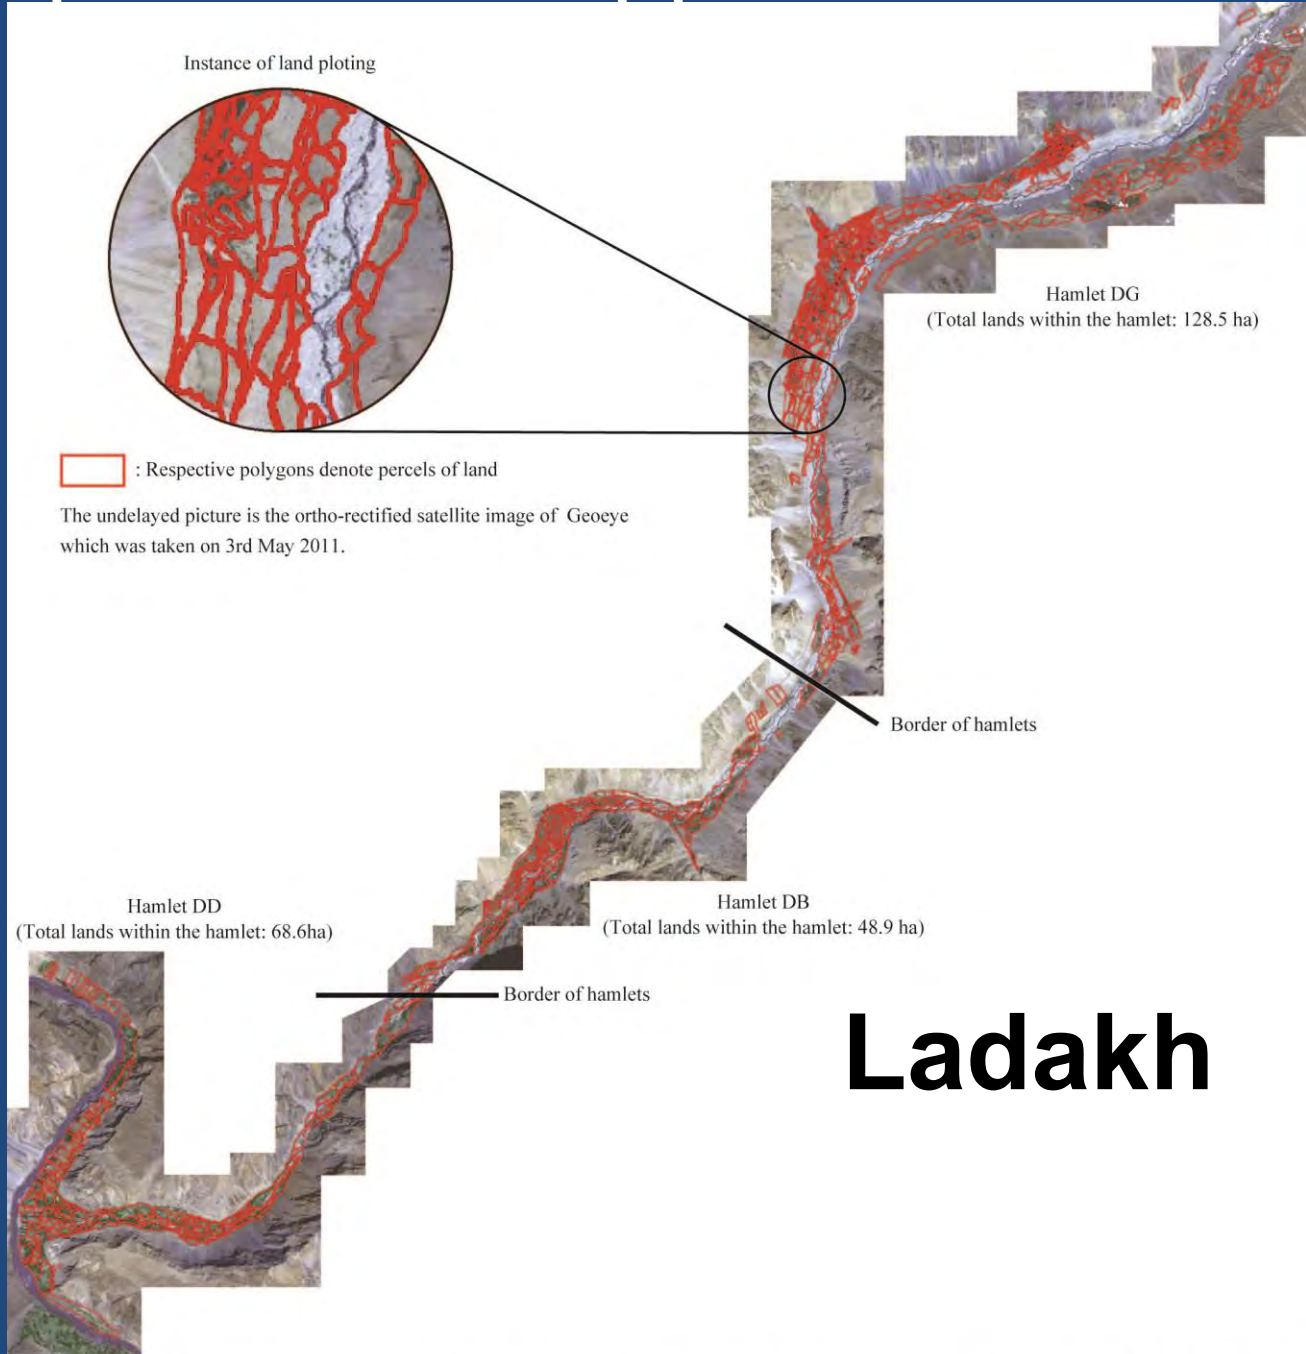 Instance of land ploting
Hamlet DG
(Total lands within the hamlet: 128.5 ha)
: Respective polygons denote percels of land
The undelayed picture is the ortho-rectified satellite image of Geoeye
which was taken on 3rd May 2011.
Border of hamlets
Hamlet DD
(Total lands within the hamlet: 68.6ha)
Hamlet DB
(Total lands within the hamlet: 48.9 ha)
Border of hamlets
Ladakh